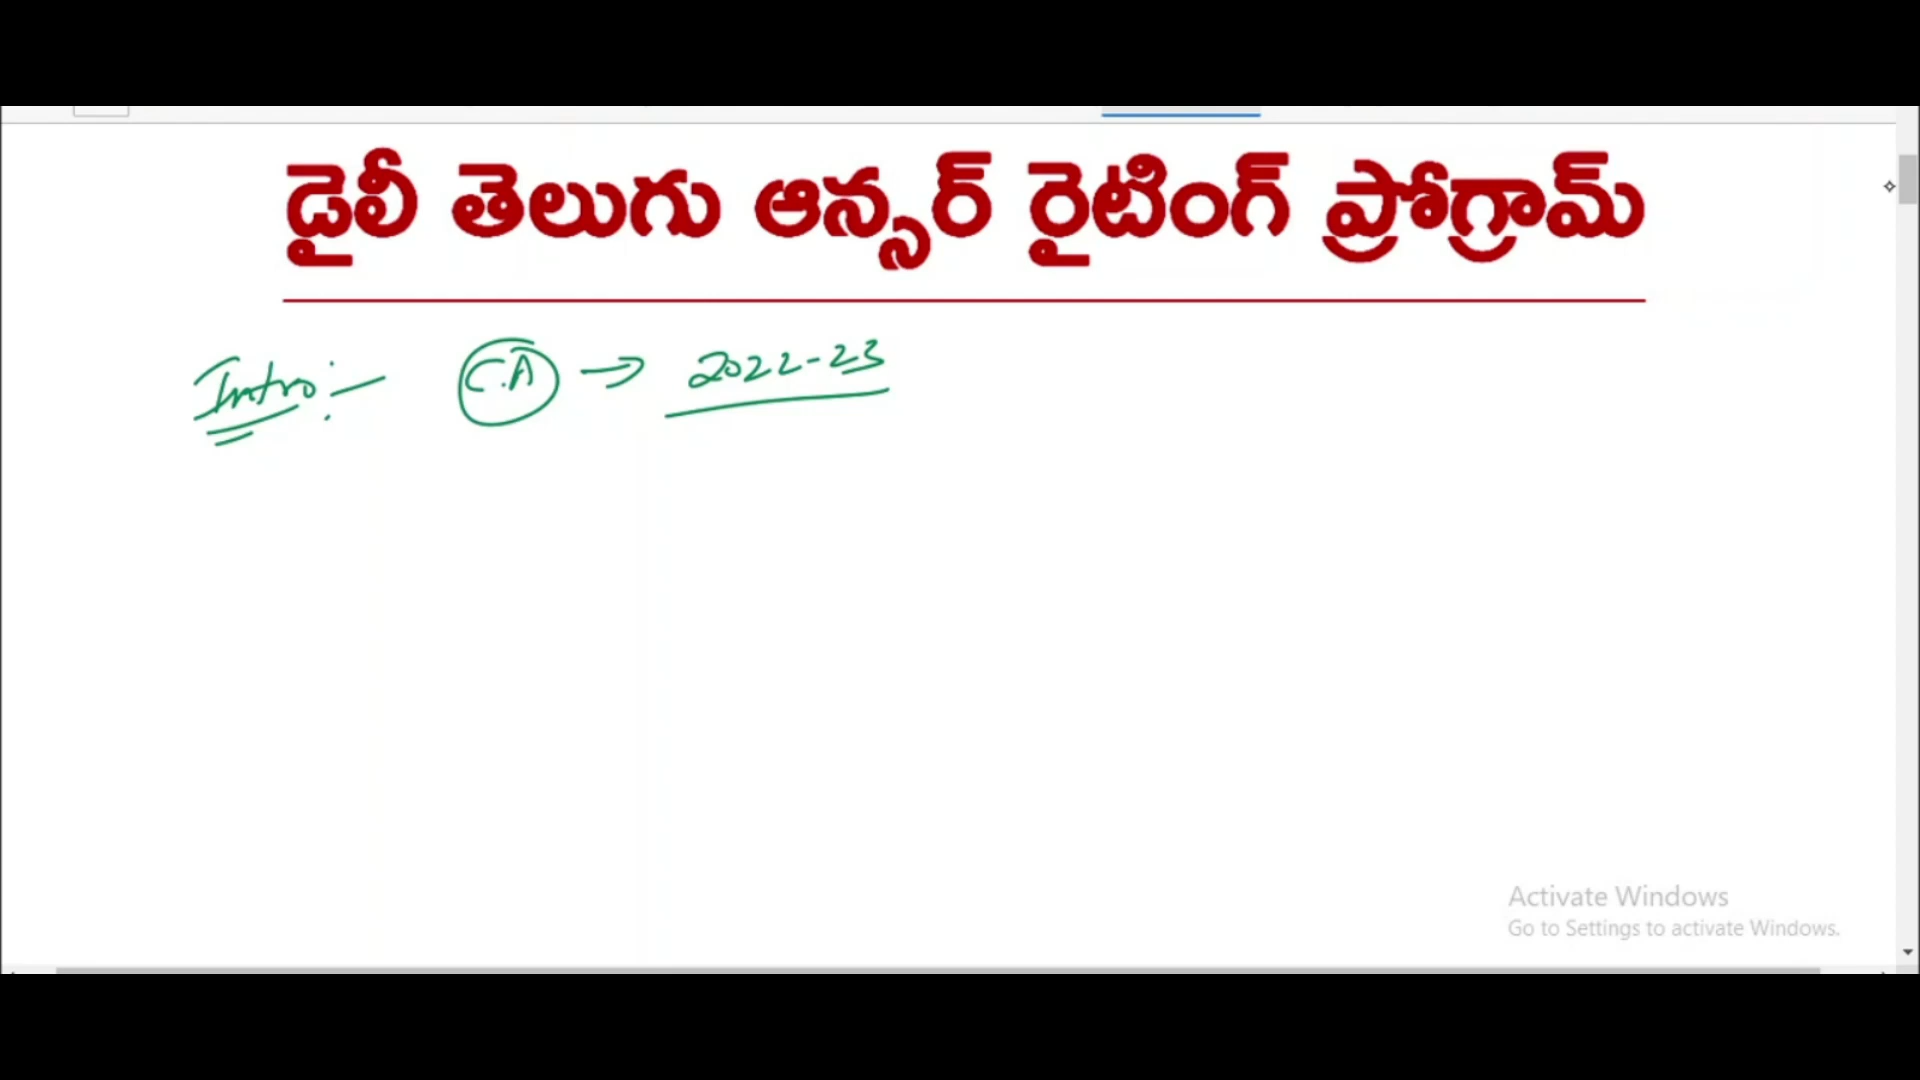 డైలీ తెలుగు ఆన్సర్ రైటింగ్ ప్రోగ్రామ్
Intro:- C.A → 2022-23
Activate Windows
Go to Settings to activate Windows.